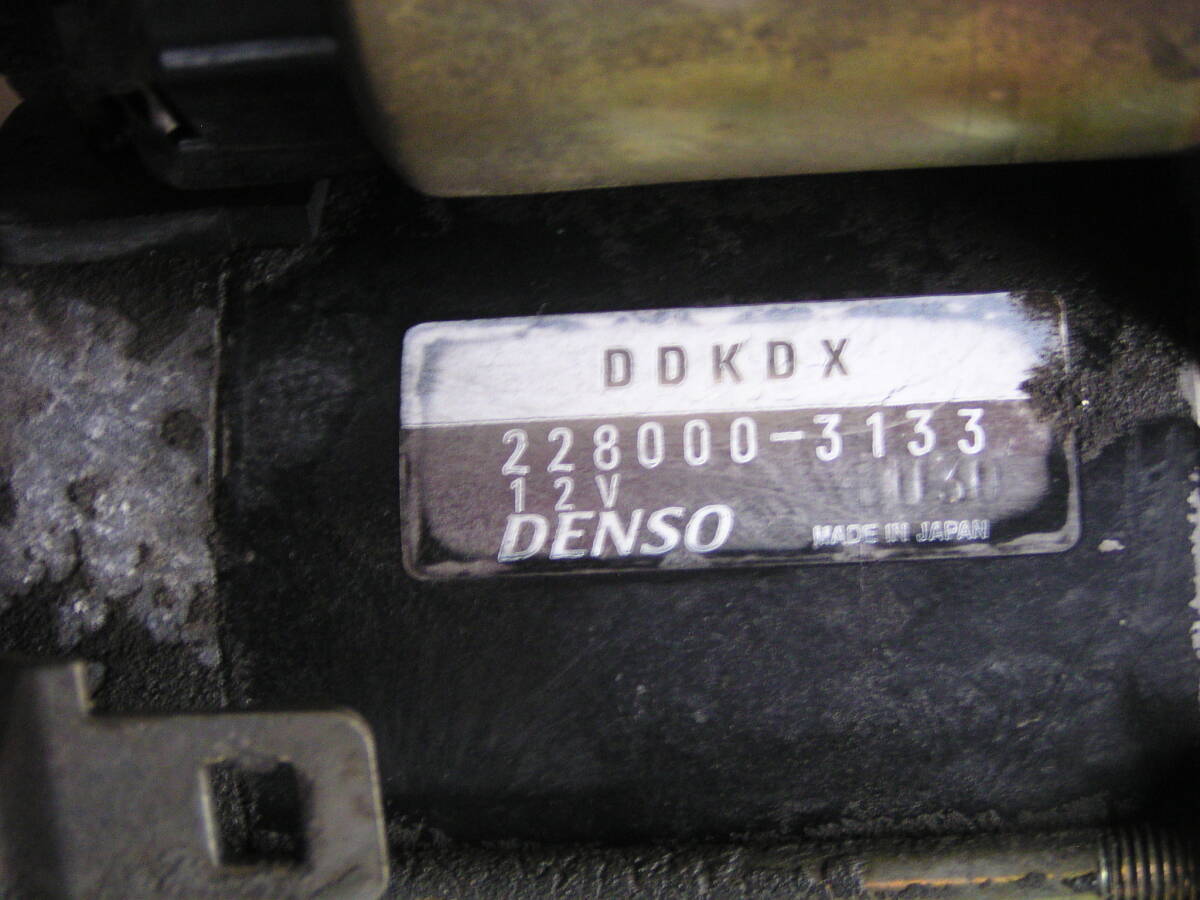 DDKDX
228000-3133
12V
DENSO MADE IN JAPAN